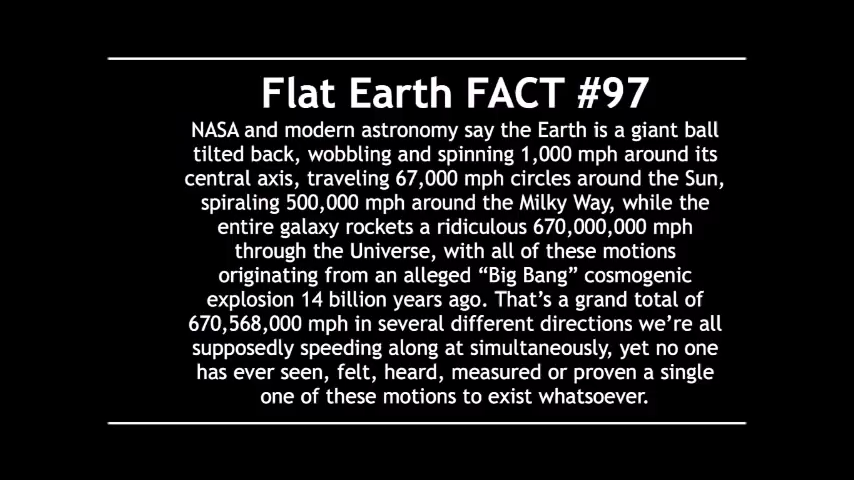 Flat Earth FACT #97
NASA and modern astronomy say the Earth is a giant ball
tilted back, wobbling and spinning 1,000 mph around its
central axis, traveling 67,000 mph circles around the Sun,
spiraling 500,000 mph around the Milky Way, while the
entire galaxy rockets a ridiculous 670,000,000 mph
through the Universe, with all of these motions
originating from an alleged “Big Bang” cosmogenic
explosion 14 billion years ago. That’s a grand total of
670,568,000 mph in several different directions we’re all
supposedly speeding along at simultaneously, yet no one
has ever seen, felt, heard, measured or proven a single
one of these motions to exist whatsoever.